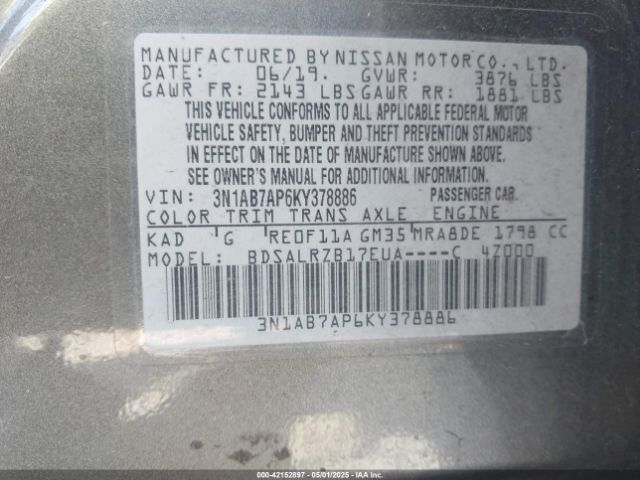 MANUFACTURED BY NISSAN MOTOR CO., LTD.
DATE: 06/19. GVWR: 3876 LBS
GAWR FR: 2143 LBS GAWR RR: 1881 LBS
THIS VEHICLE CONFORMS TO ALL APPLICABLE FEDERAL MOTOR
VEHICLE SAFETY, BUMPER AND THEFT PREVENTION STANDARDS
IN EFFECT ON THE DATE OF MANUFACTURE SHOWN ABOVE.
SEE OWNER'S MANUAL FOR ADDITIONAL INFORMATION.
VIN: 3N1AB7AP6KY378886 PASSENGER CAR
COLOR TRIM TRANS AXLE ENGINE
KAD G RE0F11A GM35 MRA8DE 1798 CC
MODEL: BDSALRZB17EUA----C 4Z000
3N1AB7AP6KY378886
000-42152897 - 05/01/2025 - IAAI.COM